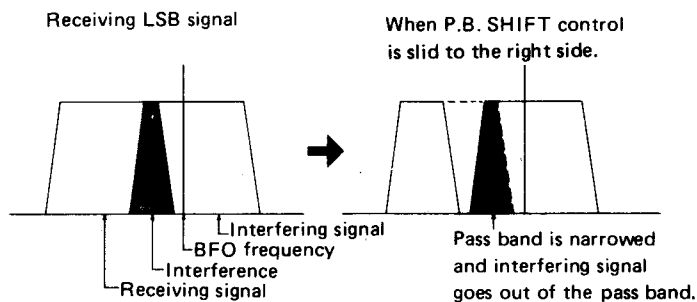 Receiving LSB signal
When P.B. SHIFT control
is slid to the right side.
Interfering signal
BFO frequency
Interference
Receiving signal
Pass band is narrowed
and interfering signal
goes out of the pass band.